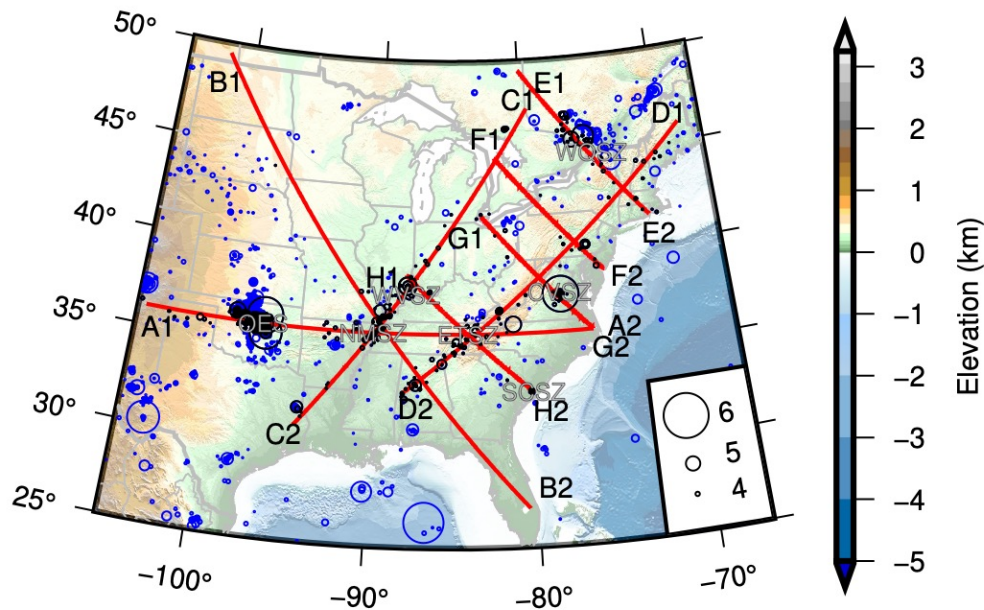 50°
45°
40°
35°
30°
25°
−100°
−90°
−80°
−70°
B1
E1
C1
D1
F1
WQSZ
G1
E2
H1
WVSZ
F2
CVSZ
A1
OES
NMSZ
ETSZ
A2
G2
SCSZ
D2
H2
C2
B2
6
5
4
3
2
1
0
−1
−2
−3
−4
−5
Elevation (km)